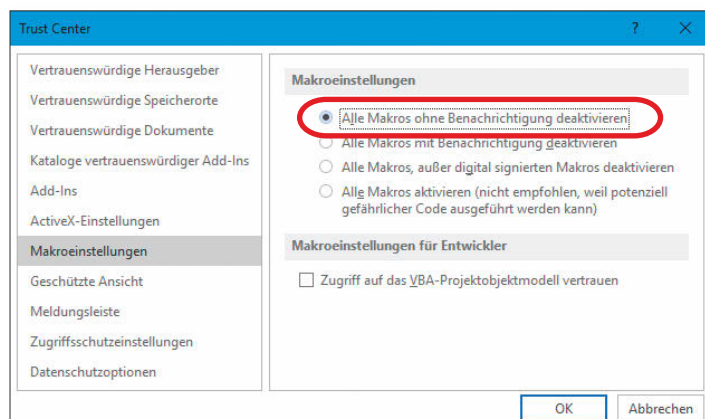 Trust Center
Vertrauenswürdige Herausgeber
Vertrauenswürdige Speicherorte
Vertrauenswürdige Dokumente
Kataloge vertrauenswürdiger Add-Ins
Add-Ins
ActiveX-Einstellungen
Makroeinstellungen
Geschützte Ansicht
Meldungsleiste
Zugriffsschutzeinstellungen
Datenschutzoptionen
Makroeinstellungen
Alle Makros ohne Benachrichtigung deaktivieren
Alle Makros mit Benachrichtigung deaktivieren
Alle Makros, außer digital signierten Makros deaktivieren
Alle Makros aktivieren (nicht empfohlen, weil potenziell
gefährlicher Code ausgeführt werden kann)
Makroeinstellungen für Entwickler
Zugriff auf das VBA-Projektobjektmodell vertrauen
OK
Abbrechen